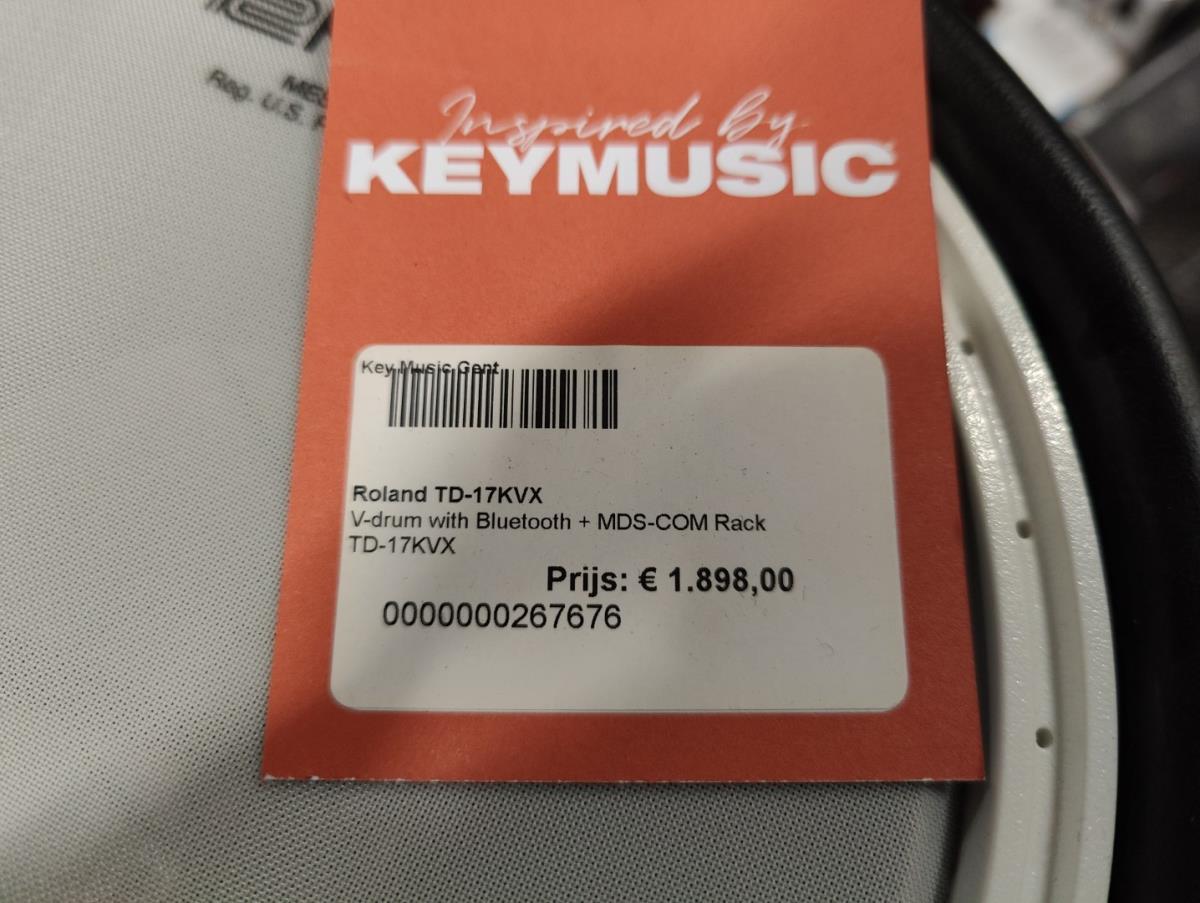 Reg. U.S.
Inspired by
KEYMUSIC
Key Music Gent
Roland TD-17KVX
V-drum with Bluetooth + MDS-COM Rack
TD-17KVX
Prijs: € 1.898,00
0000000267676